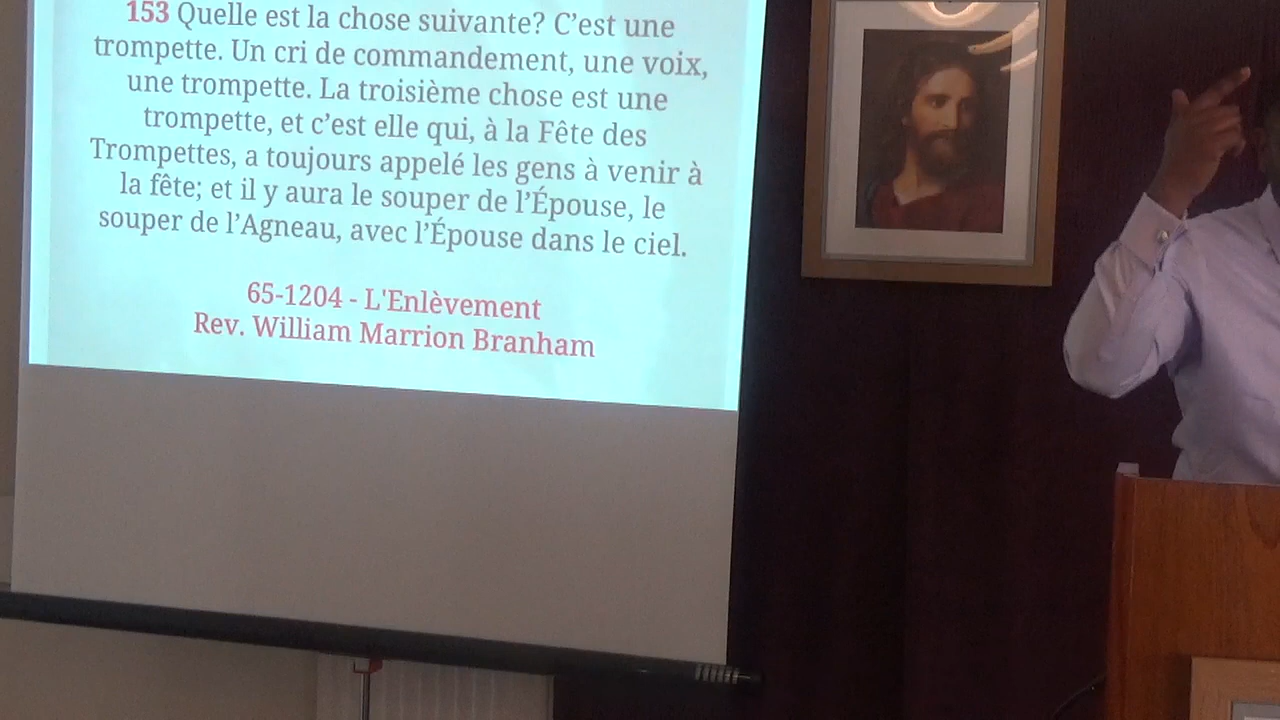 153 Quelle est la chose suivante? C’est une
trompette. Un cri de commandement, une voix,
une trompette. La troisième chose est une
trompette, et c’est elle qui, à la Fête des
Trompettes, a toujours appelé les gens à venir à
la fête; et il y aura le souper de l’Épouse, le
souper de l’Agneau, avec l’Épouse dans le ciel.
65-1204 - L'Enlèvement
Rev. William Marrion Branham